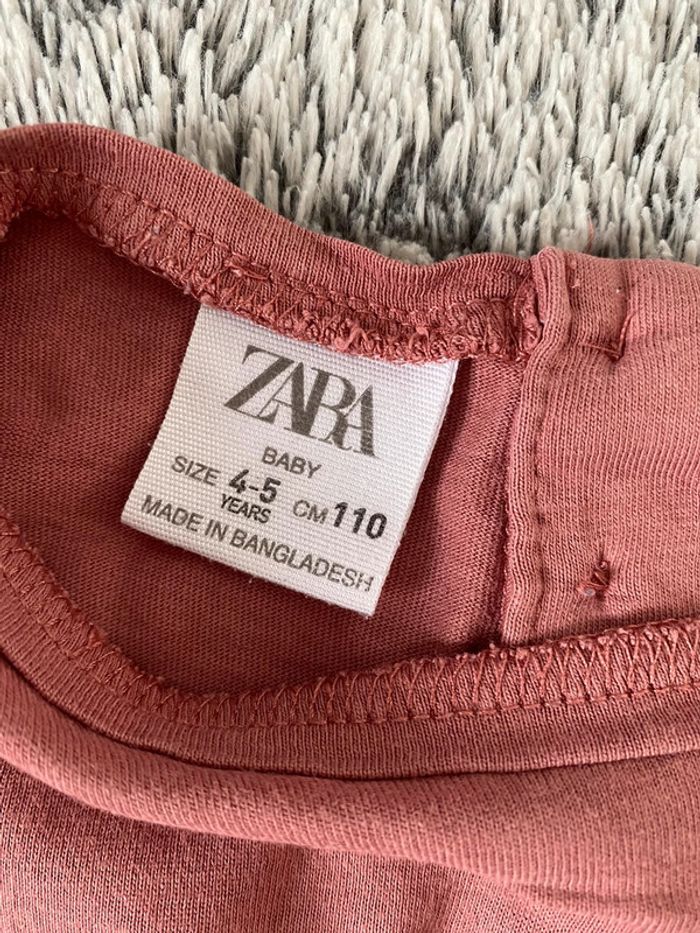 ZARA
BABY
SIZE 4-5 YEARS CM 110
MADE IN BANGLADESH